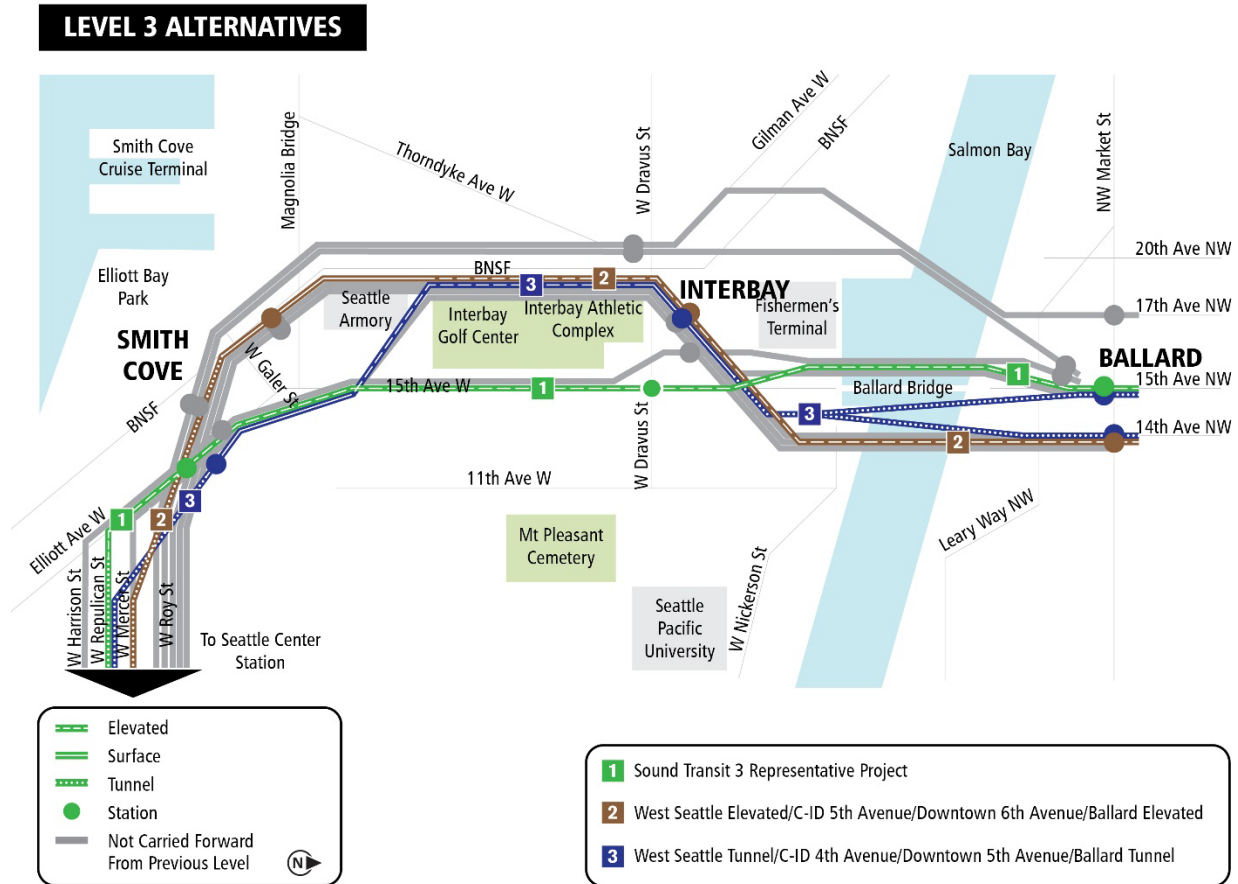 LEVEL 3 ALTERNATIVES
Smith Cove
Cruise Terminal
Magnolia Bridge
Thorndyke Ave W
W Dravus St
Gilman Ave W
BNSF
Salmon Bay
NW Market St
20th Ave NW
Elliott Bay
Park
BNSF
2
3
INTERBAY
17th Ave NW
Seattle
Armory
Interbay
Golf Center
Interbay Athletic
Complex
Fishermen's
Terminal
SMITH
COVE
W Galer St
BALLARD
15th Ave W
1
Ballard Bridge
1
15th Ave NW
BNSF
3
14th Ave NW
2
W Dravus St
11th Ave W
3
1
2
Elliott Ave W
Mt Pleasant
Cemetery
W Nickerson St
Leary Way NW
W Harrison St
W Repulican St
W Mercer St
W Roy St
Seattle
Pacific
University
To Seattle Center
Station
Elevated
Surface
Tunnel
Station
Not Carried Forward
From Previous Level
N
1 Sound Transit 3 Representative Project
2 West Seattle Elevated/C-ID 5th Avenue/Downtown 6th Avenue/Ballard Elevated
3 West Seattle Tunnel/C-ID 4th Avenue/Downtown 5th Avenue/Ballard Tunnel